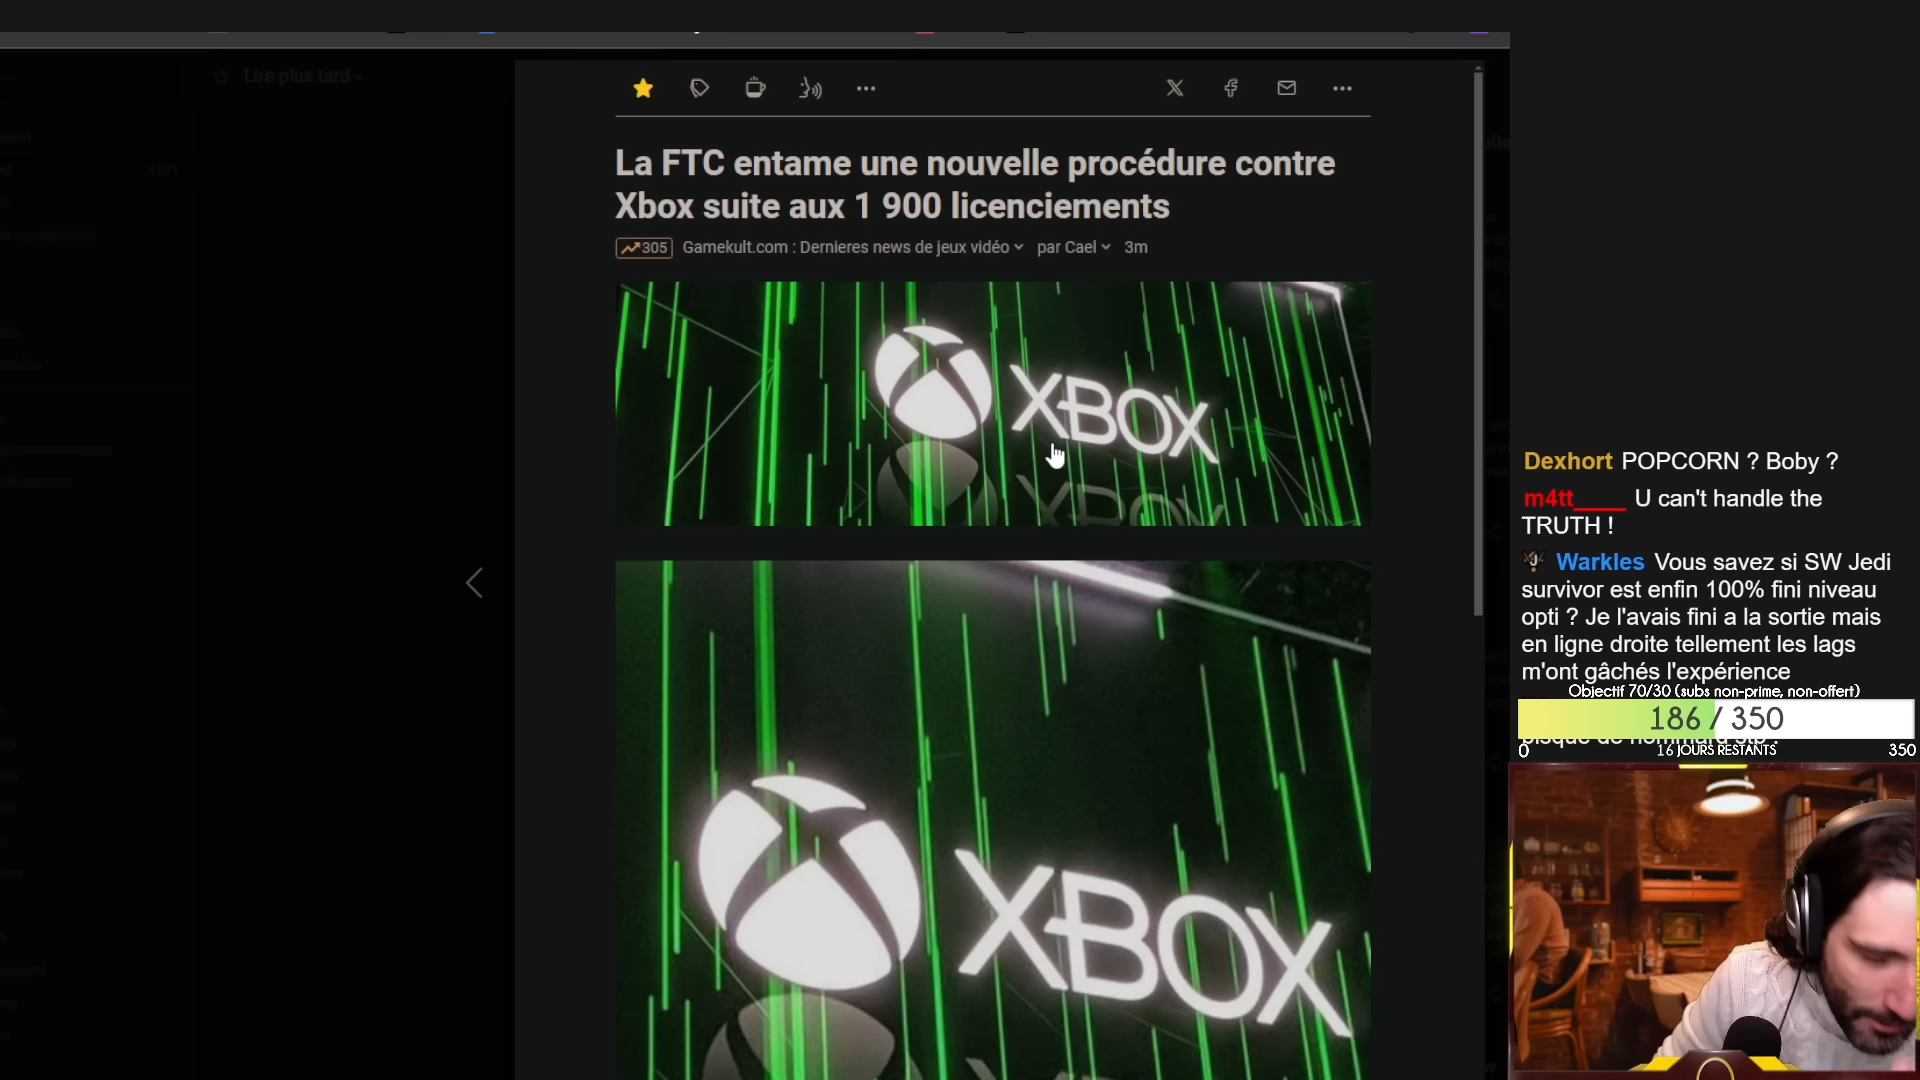 Lire plus tard
4191
La FTC entame une nouvelle procédure contre
Xbox suite aux 1 900 licenciements
305 Gamekult.com : Dernieres news de jeux vidéo par Cael 3m
XBOX
XBOX
Dexhort POPCORN ? Boby ?
m4tt____ U can't handle the
TRUTH !
Warkles Vous savez si SW Jedi
survivor est enfin 100% fini niveau
opti ? Je l'avais fini a la sortie mais
en ligne droite tellement les lags
m'ont gâchés l'expérience
Objectif 70/30 (subs non-prime, non-offert)
186 / 350
0 16 JOURS RESTANTS 350